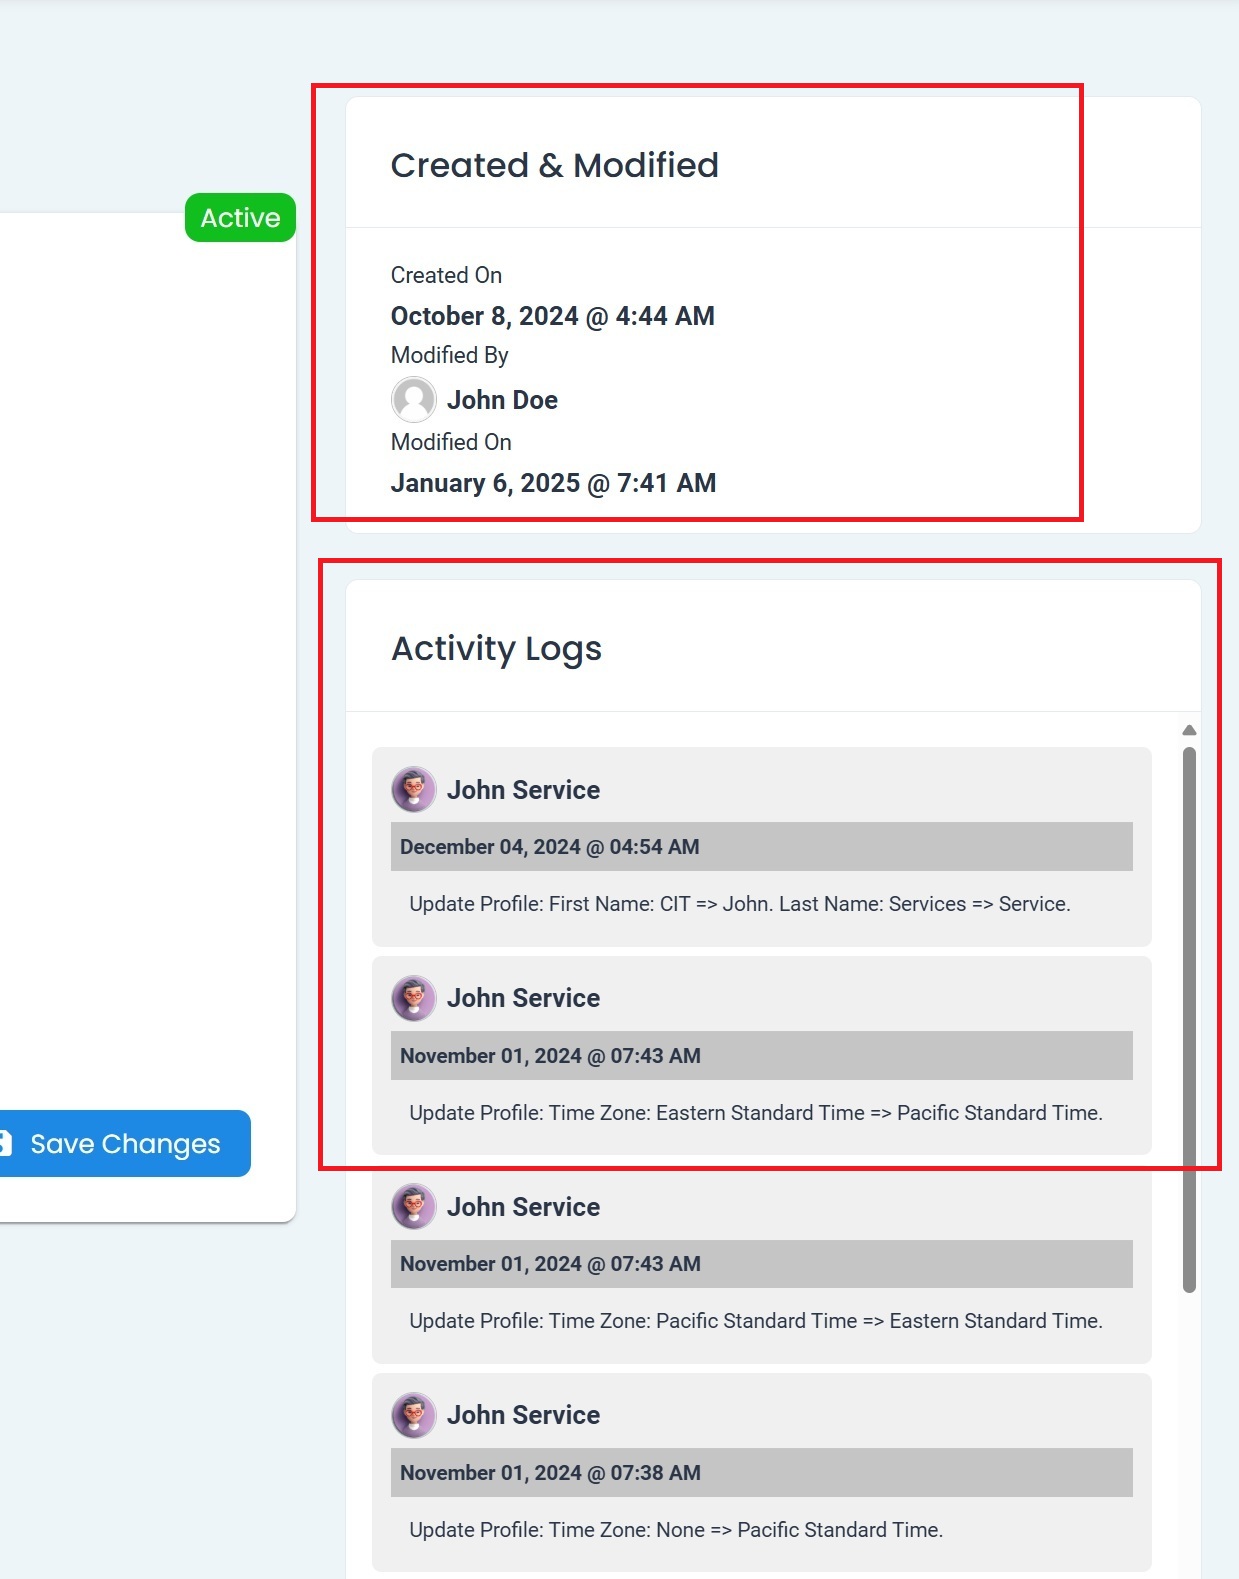 Active
Save Changes
Created & Modified
Created On
October 8, 2024 @ 4:44 AM
Modified By
John Doe
Modified On
January 6, 2025 @ 7:41 AM
Activity Logs
John Service
December 04, 2024 @ 04:54 AM
Update Profile: First Name: CIT => John. Last Name: Services => Service.
John Service
November 01, 2024 @ 07:43 AM
Update Profile: Time Zone: Eastern Standard Time => Pacific Standard Time.
John Service
November 01, 2024 @ 07:43 AM
Update Profile: Time Zone: Pacific Standard Time => Eastern Standard Time.
John Service
November 01, 2024 @ 07:38 AM
Update Profile: Time Zone: None => Pacific Standard Time.